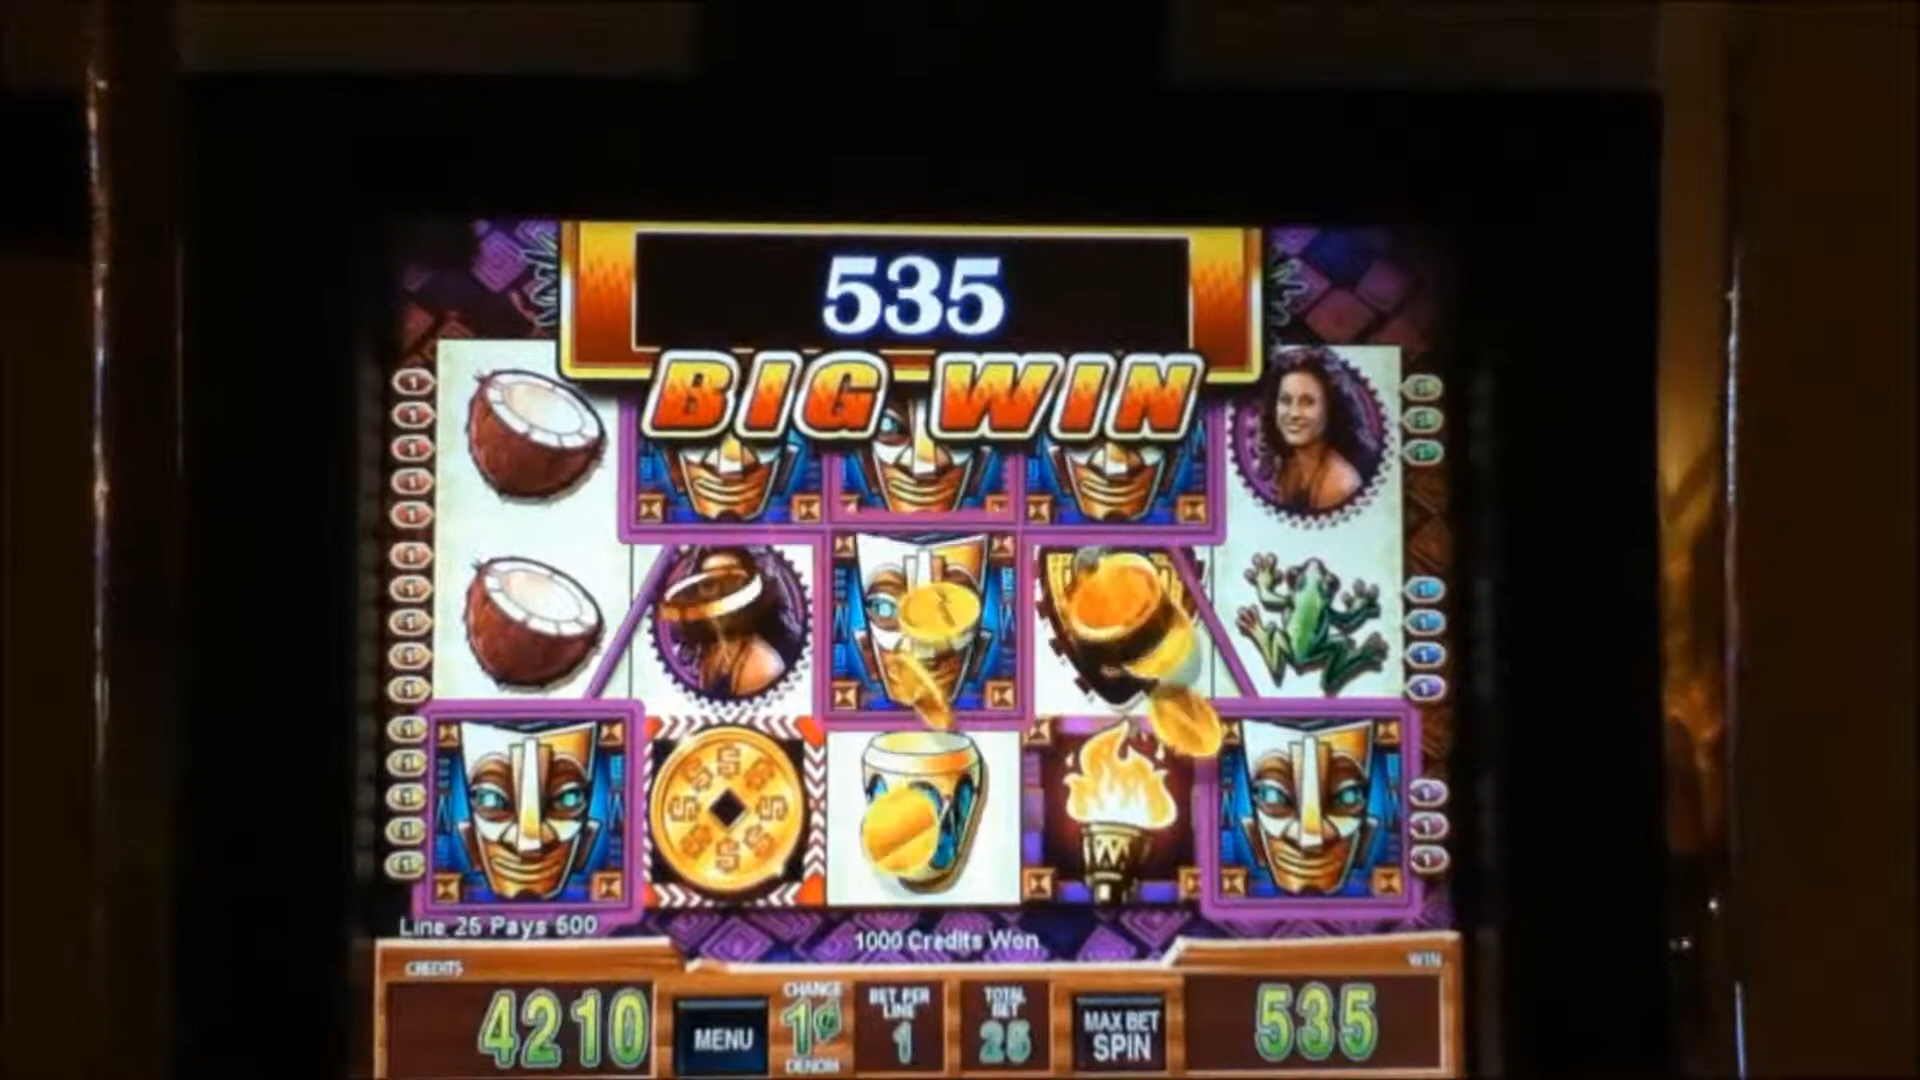 535
BIG WIN
Line 25 Pays 500
1000 Credits Won
CREDITS
WIN
4210
MENU
CHANGE
1¢
DENOM
BET PER
LINE
1
TOTAL
BET
25
MAX BET
SPIN
535